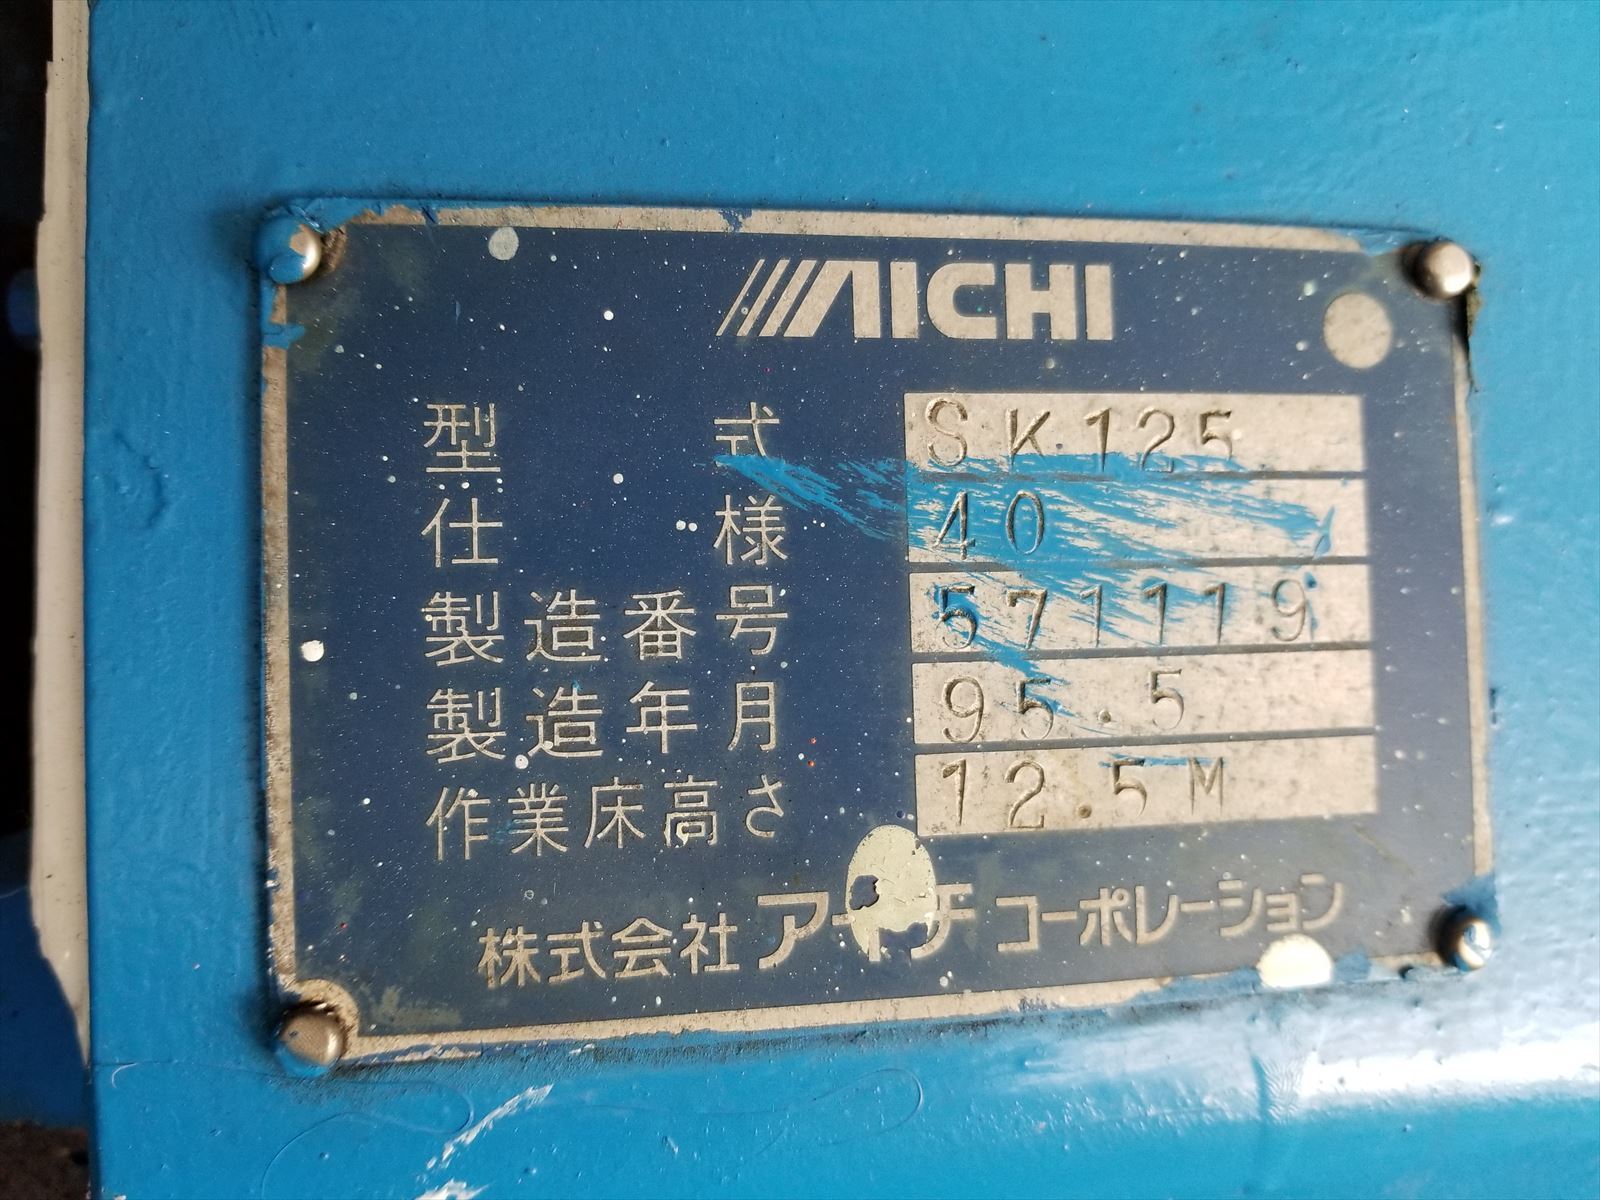 AICHI
型式 SK125
仕様 40
製造番号 571119
製造年月 95.5
作業床高さ 12.5M
株式会社アイチコーポレーション